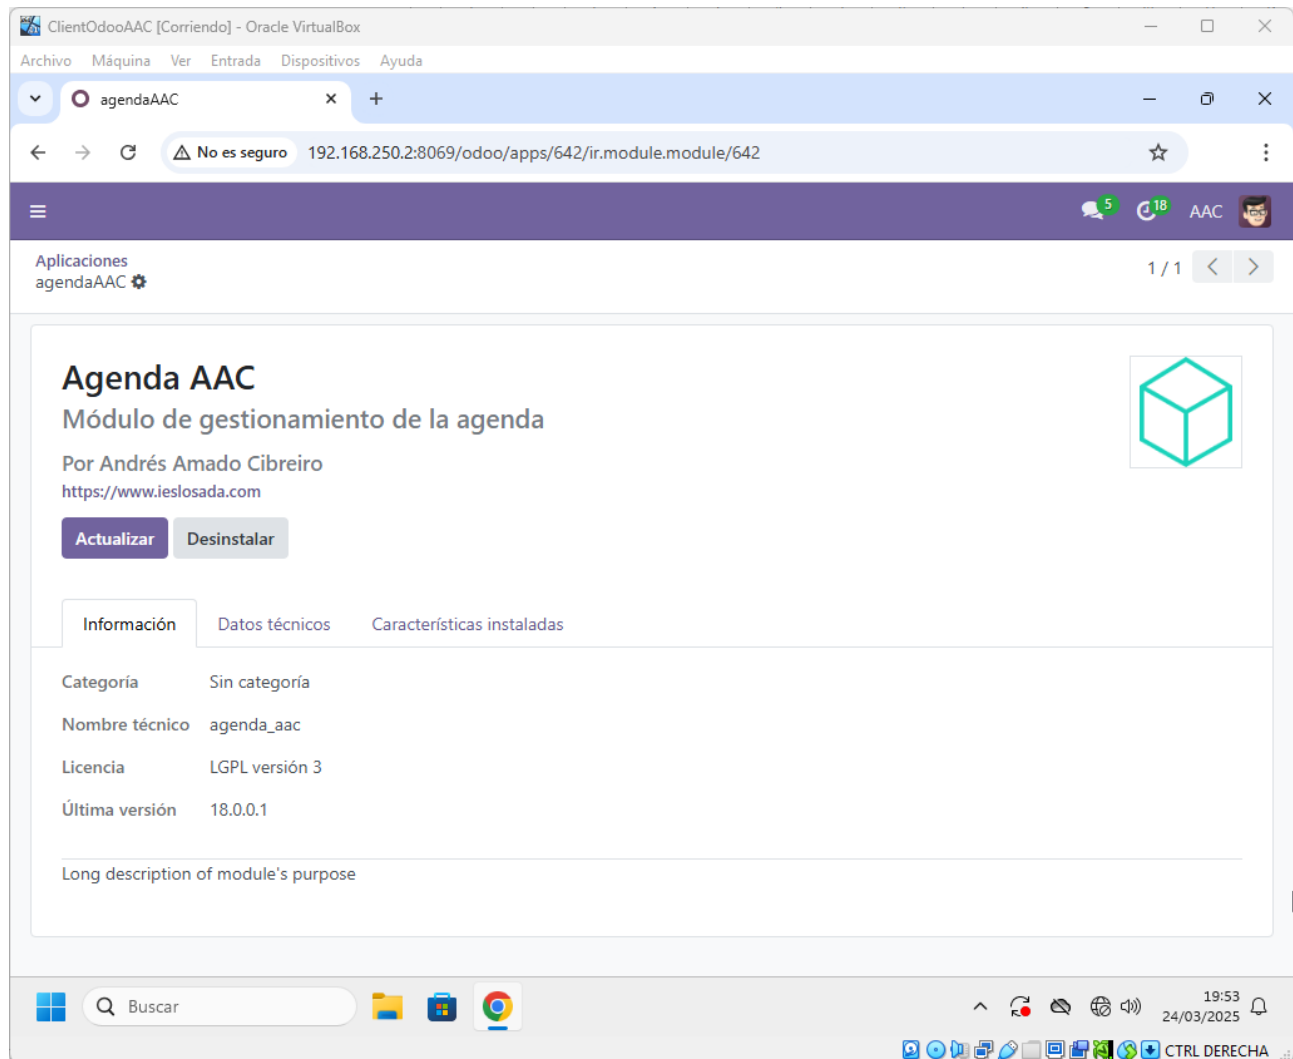 ClientOdooAAC [Corriendo] - Oracle VirtualBox
Archivo Máquina Ver Entrada Dispositivos Ayuda
agendaAAC
No es seguro 192.168.250.2:8069/odoo/apps/642/ir.module.module/642
5 18 AAC
Aplicaciones
agendaAAC
1 / 1
Agenda AAC
Módulo de gestionamiento de la agenda
Por Andrés Amado Cibreiro
https://www.ieslosada.com
Actualizar Desinstalar
Información Datos técnicos Características instaladas
Categoría Sin categoría
Nombre técnico agenda_aac
Licencia LGPL versión 3
Última versión 18.0.0.1
Long description of module's purpose
Buscar
19:53
24/03/2025
CTRL DERECHA